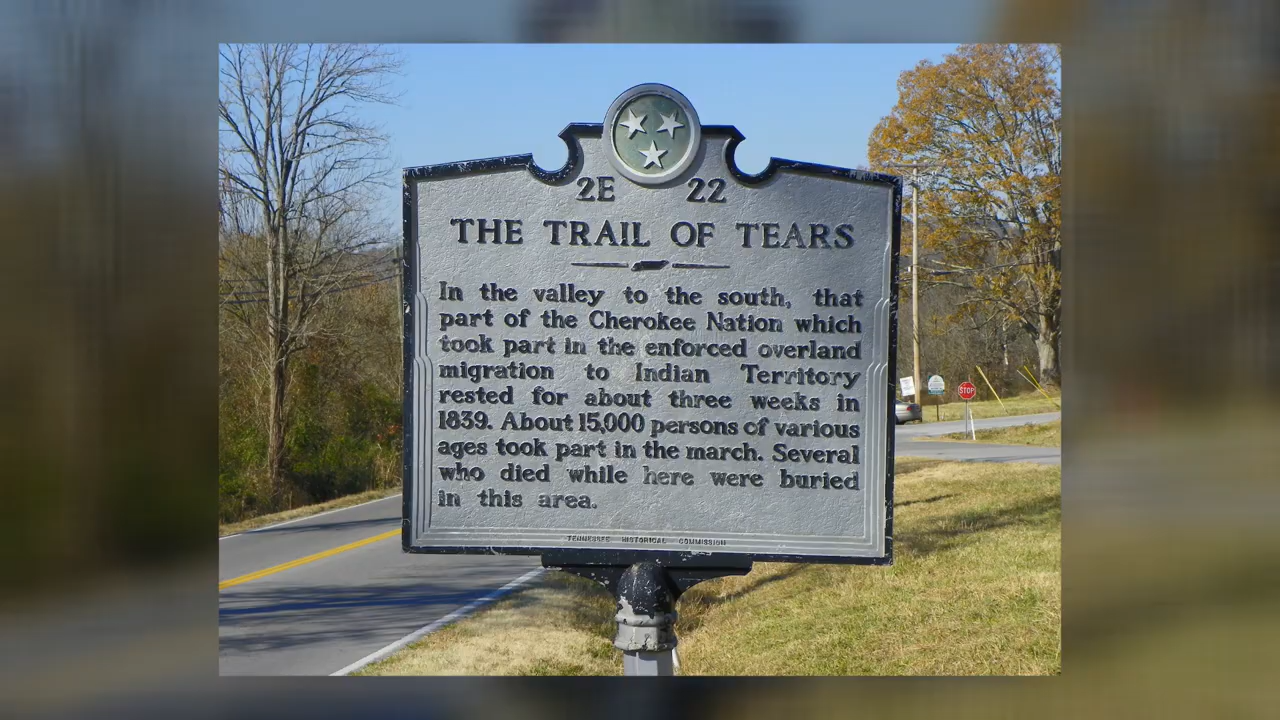 2E 22
THE TRAIL OF TEARS
In the valley to the south, that
part of the Cherokee Nation which
took part in the enforced overland
migration to Indian Territory
rested for about three weeks in
1839. About 15,000 persons of various
ages took part in the march. Several
who died while here were buried
in this area.
TENNESSEE HISTORICAL COMMISSION
STOP